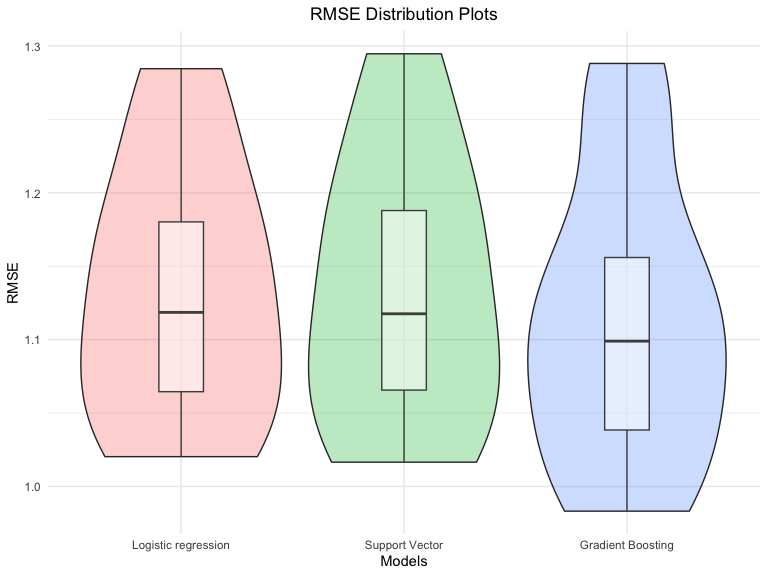 RMSE Distribution Plots
1.3
1.2
1.1
1.0
RMSE
Logistic regression
Support Vector
Gradient Boosting
Models